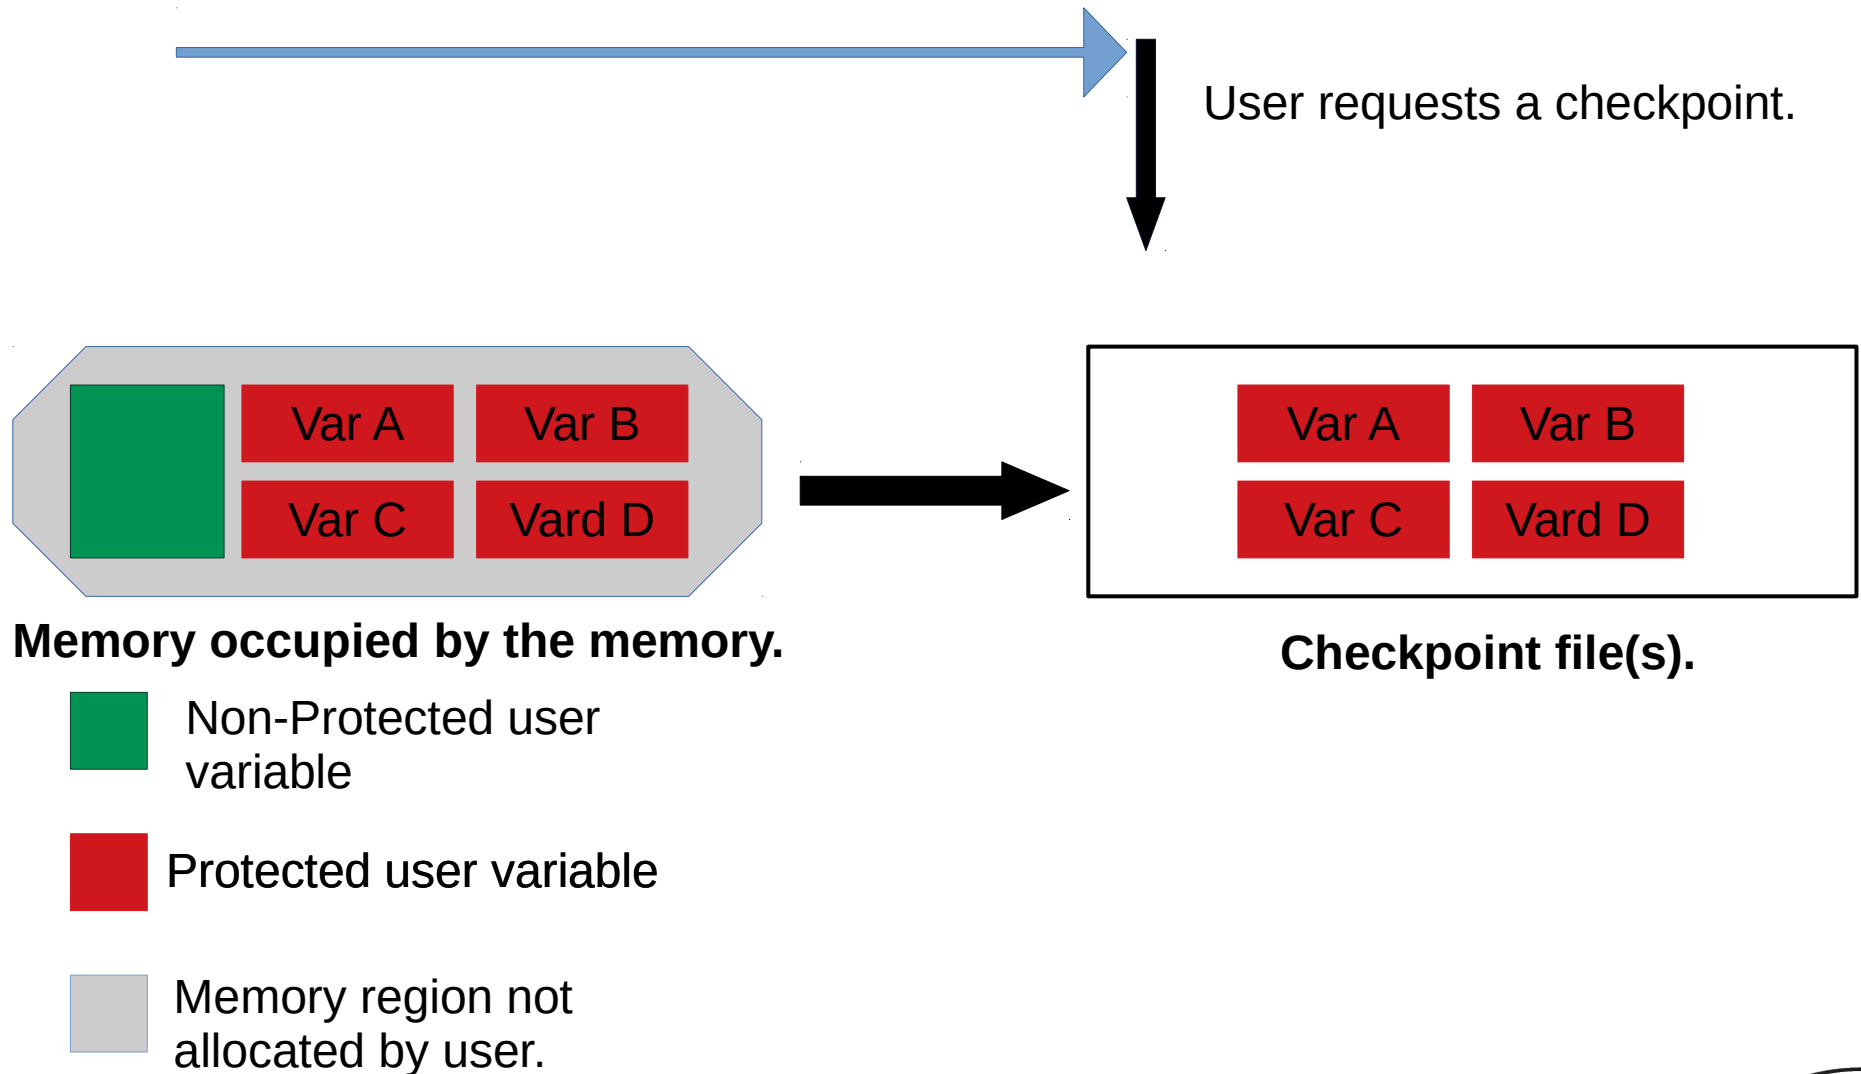 User requests a checkpoint.
Var A
Var B
Var C
Vard D
Var A
Var B
Var C
Vard D
Memory occupied by the memory.
Checkpoint file(s).
Non-Protected user
variable
Protected user variable
Memory region not
allocated by user.